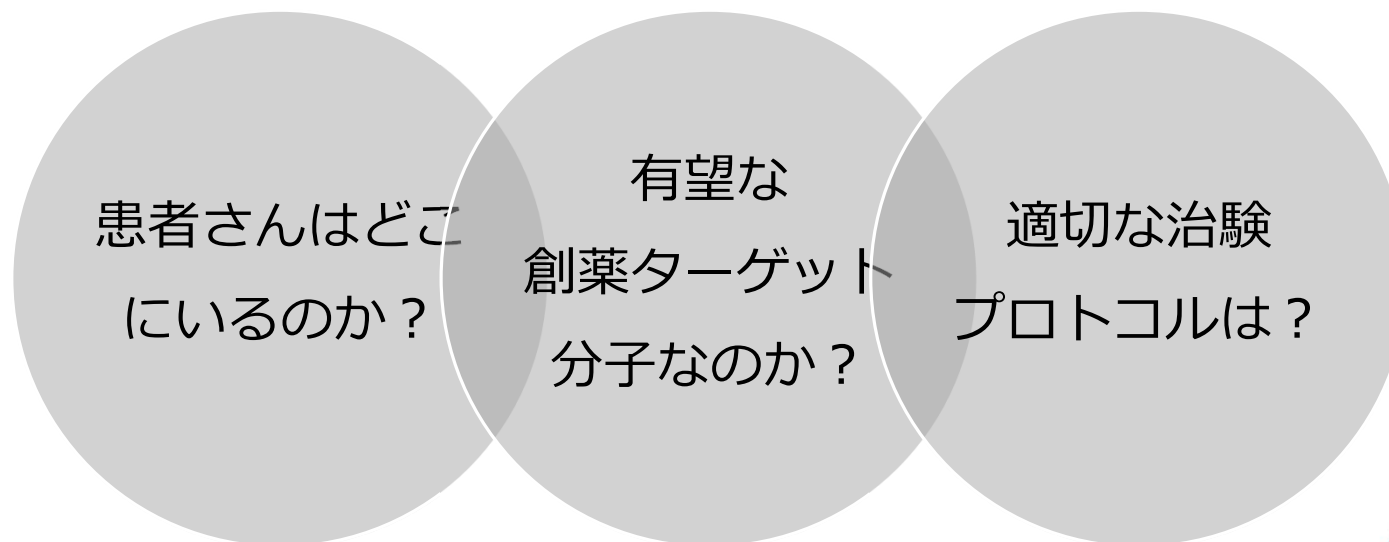 患者さんはどこ
にいるのか？
有望な
創薬ターゲット
分子なのか？
適切な治験
プロトコルは？